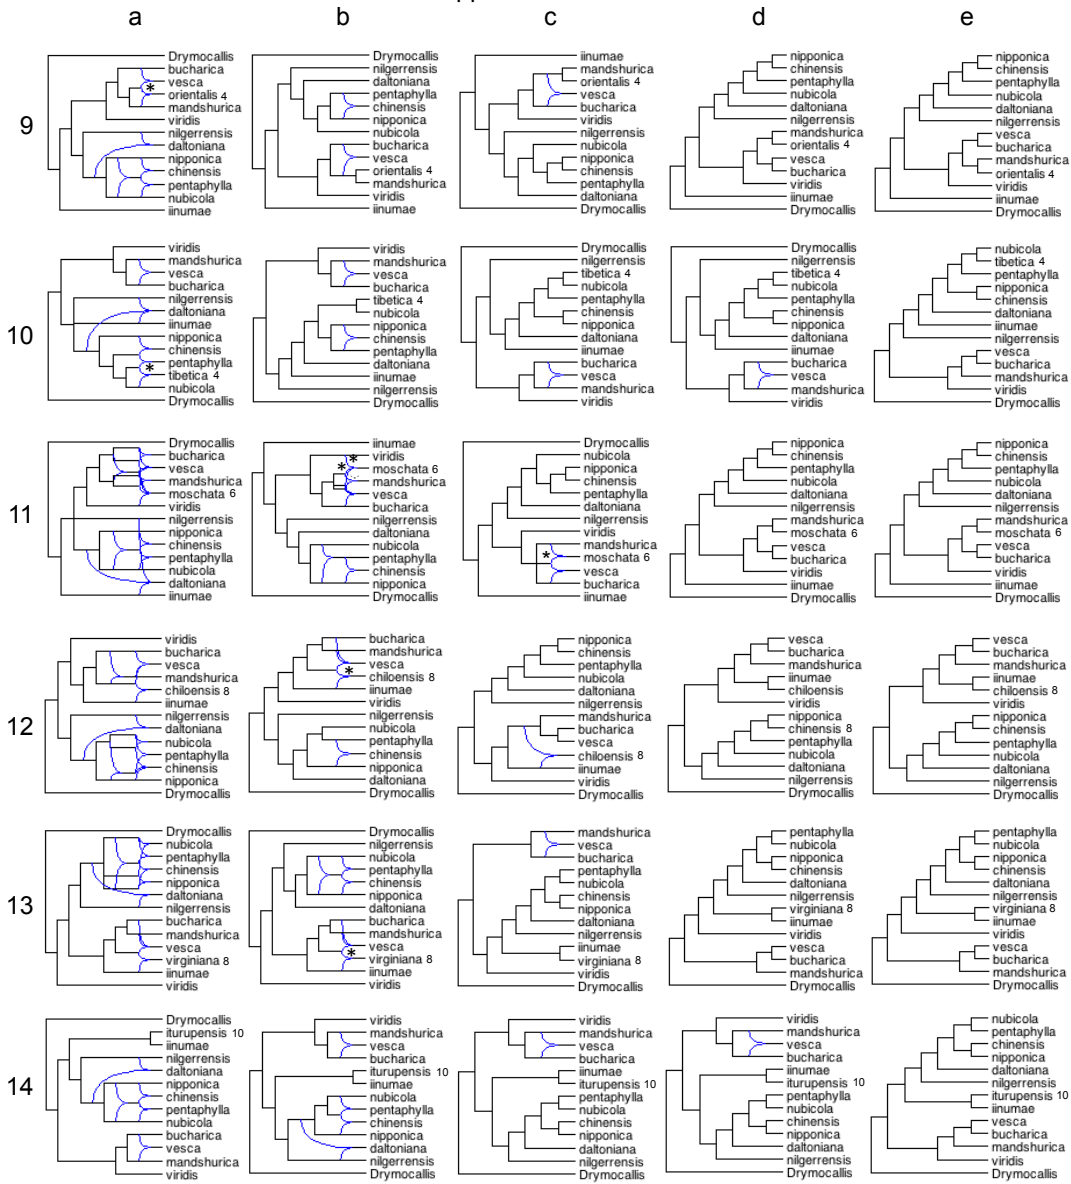 a b c d e
9
Drymocallis
bucharica
vesca
*
orientalis 4
mandshurica
viridis
nilgerrensis
daltoniana
nipponica
chinensis
pentaphylla
nubicola
iinumae
Drymocallis
nilgerrensis
daltoniana
pentaphylla
chinensis
nipponica
nubicola
bucharica
vesca
orientalis 4
mandshurica
viridis
iinumae
iinumae
mandshurica
orientalis 4
vesca
bucharica
viridis
nilgerrensis
nubicola
nipponica
chinensis
pentaphylla
daltoniana
Drymocallis
nipponica
chinensis
pentaphylla
nubicola
daltoniana
nilgerrensis
mandshurica
orientalis 4
vesca
bucharica
viridis
iinumae
Drymocallis
nipponica
chinensis
pentaphylla
nubicola
daltoniana
nilgerrensis
vesca
bucharica
mandshurica
orientalis 4
viridis
iinumae
Drymocallis
10
viridis
mandshurica
vesca
bucharica
nilgerrensis
daltoniana
iinumae
nipponica
chinensis
pentaphylla
*
tibetica 4
nubicola
Drymocallis
viridis
mandshurica
vesca
bucharica
tibetica 4
nubicola
nipponica
chinensis
pentaphylla
daltoniana
iinumae
nilgerrensis
Drymocallis
Drymocallis
nilgerrensis
tibetica 4
nubicola
pentaphylla
chinensis
nipponica
daltoniana
iinumae
bucharica
vesca
mandshurica
viridis
Drymocallis
nilgerrensis
tibetica 4
nubicola
pentaphylla
chinensis
nipponica
daltoniana
iinumae
bucharica
vesca
mandshurica
viridis
nubicola
tibetica 4
pentaphylla
nipponica
chinensis
daltoniana
iinumae
nilgerrensis
vesca
bucharica
mandshurica
viridis
Drymocallis
11
Drymocallis
bucharica
vesca
mandshurica
moschata 6
viridis
nilgerrensis
nipponica
chinensis
pentaphylla
nubicola
daltoniana
iinumae
iinumae
viridis
*
*
moschata 6
mandshurica
vesca
bucharica
nilgerrensis
daltoniana
nubicola
pentaphylla
chinensis
nipponica
Drymocallis
Drymocallis
nubicola
nipponica
chinensis
pentaphylla
daltoniana
nilgerrensis
viridis
mandshurica
*
moschata 6
vesca
bucharica
iinumae
nipponica
chinensis
pentaphylla
nubicola
daltoniana
nilgerrensis
mandshurica
moschata 6
vesca
bucharica
viridis
iinumae
Drymocallis
nipponica
chinensis
pentaphylla
nubicola
daltoniana
nilgerrensis
mandshurica
moschata 6
vesca
bucharica
viridis
iinumae
Drymocallis
12
viridis
bucharica
vesca
mandshurica
chiloensis 8
iinumae
nilgerrensis
daltoniana
nubicola
pentaphylla
chinensis
nipponica
Drymocallis
bucharica
mandshurica
vesca
*
chiloensis 8
iinumae
viridis
nilgerrensis
nubicola
pentaphylla
chinensis
nipponica
daltoniana
Drymocallis
nipponica
chinensis
pentaphylla
nubicola
daltoniana
nilgerrensis
mandshurica
bucharica
vesca
chiloensis 8
iinumae
viridis
Drymocallis
vesca
bucharica
mandshurica
iinumae
chiloensis
viridis
nipponica
chinensis 8
pentaphylla
nubicola
daltoniana
nilgerrensis
Drymocallis
vesca
bucharica
mandshurica
iinumae
chiloensis 8
viridis
nipponica
chinensis
pentaphylla
nubicola
daltoniana
nilgerrensis
Drymocallis
13
Drymocallis
nubicola
pentaphylla
chinensis
nipponica
daltoniana
nilgerrensis
bucharica
mandshurica
vesca
virginiana 8
iinumae
viridis
Drymocallis
nilgerrensis
nubicola
pentaphylla
chinensis
nipponica
daltoniana
bucharica
mandshurica
vesca
*
virginiana 8
iinumae
viridis
mandshurica
vesca
bucharica
pentaphylla
nubicola
chinensis
nipponica
daltoniana
nilgerrensis
iinumae
virginiana 8
viridis
Drymocallis
pentaphylla
nubicola
nipponica
chinensis
daltoniana
nilgerrensis
virginiana 8
iinumae
viridis
vesca
bucharica
mandshurica
Drymocallis
pentaphylla
nubicola
nipponica
chinensis
daltoniana
nilgerrensis
virginiana 8
iinumae
viridis
vesca
bucharica
mandshurica
Drymocallis
14
Drymocallis
iturupensis 10
iinumae
nilgerrensis
daltoniana
nipponica
chinensis
pentaphylla
nubicola
bucharica
vesca
mandshurica
viridis
viridis
mandshurica
vesca
bucharica
iturupensis 10
iinumae
nubicola
pentaphylla
chinensis
nipponica
daltoniana
nilgerrensis
Drymocallis
viridis
mandshurica
vesca
bucharica
iinumae
iturupensis 10
pentaphylla
nubicola
chinensis
nipponica
daltoniana
nilgerrensis
Drymocallis
viridis
mandshurica
vesca
bucharica
iinumae
iturupensis 10
pentaphylla
nubicola
chinensis
nipponica
daltoniana
nilgerrensis
Drymocallis
nubicola
pentaphylla
chinensis
nipponica
daltoniana
nilgerrensis
iturupensis 10
iinumae
vesca
bucharica
mandshurica
viridis
Drymocallis